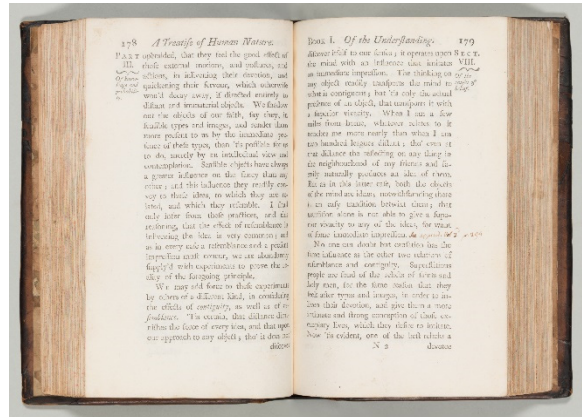 178 A Treatise of Human Nature.
PART upbraided, that they feel the good effect of
III. those external motions, and postures, and
actions, in inlivening their devotion, and
quickening their fervour, which otherwise
wou'd decay away, if directed entirely to
distant and immaterial objects. We shadow
out the objects of our faith, say they, in
sensible types and images, and render them
more present to us by the immediate pre-
sence of these types, than 'tis possible for us
to do, merely by an intellectual view and
contemplation. Sensible objects have always
a greater influence on the fancy than any
other; and this influence they readily con-
vey to those ideas, to which they are re-
lated, and which they resemble. I shall
only infer from these practices, and this
reasoning, that the effect of resemblance in
inlivening the idea is very common; and
as in every case a resemblance and a present
impression must concur, we are abundantly
supply'd with experiments to prove the re-
ality of the foregoing principle.
We may add force to these experiments
by others of a different kind, in considering
the effects of contiguity, as well as of re-
semblance. 'Tis certain, that distance dimi-
nishes the force of every idea, and that upon
our approach to any object; tho' it does not
discover
BOOK I. Of the Understanding. 179
discover itself to our senses; it operates upon SECT.
the mind with an influence that imitates VIII.
an immediate impression. The thinking on
any object readily transports the mind to
what is contiguous; but 'tis only the actual
presence of an object, that transports it with
a superior vivacity. When I am a few
miles from home, whatever relates to it
touches me more nearly than when I am
two hundred leagues distant; tho' even at
that distance the reflecting on any thing in
the neighbourhood of my friends and fa-
mily naturally produces an idea of them.
But as in this latter case, both the objects
of the mind are ideas; notwithstanding there
is an easy transition betwixt them; that
transition alone is not able to give a supe-
rior vivacity to any of the ideas, for want
of some immediate impression.
No one can doubt but causation has the
same influence as the other two relations of
resemblance and contiguity. Superstitious
people are fond of the relicts of saints and
holy men, for the same reason that they
seek after types and images, in order to in-
liven their devotion, and give them a more
intimate and strong conception of those ex-
emplary lives, which they desire to imitate.
Now 'tis evident, one of the best relicts a
N 2 devotee